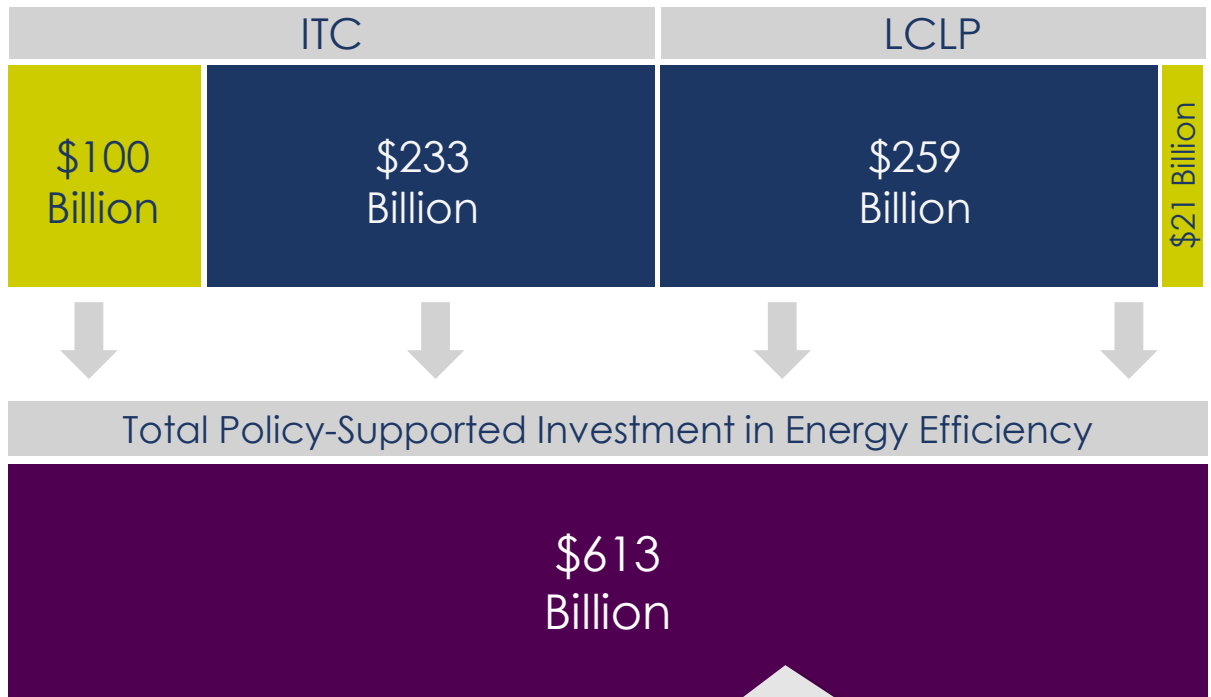 ITC
LCLP
$100
Billion
$233
Billion
$259
Billion
$21 Billion
Total Policy-Supported Investment in Energy Efficiency
$613
Billion